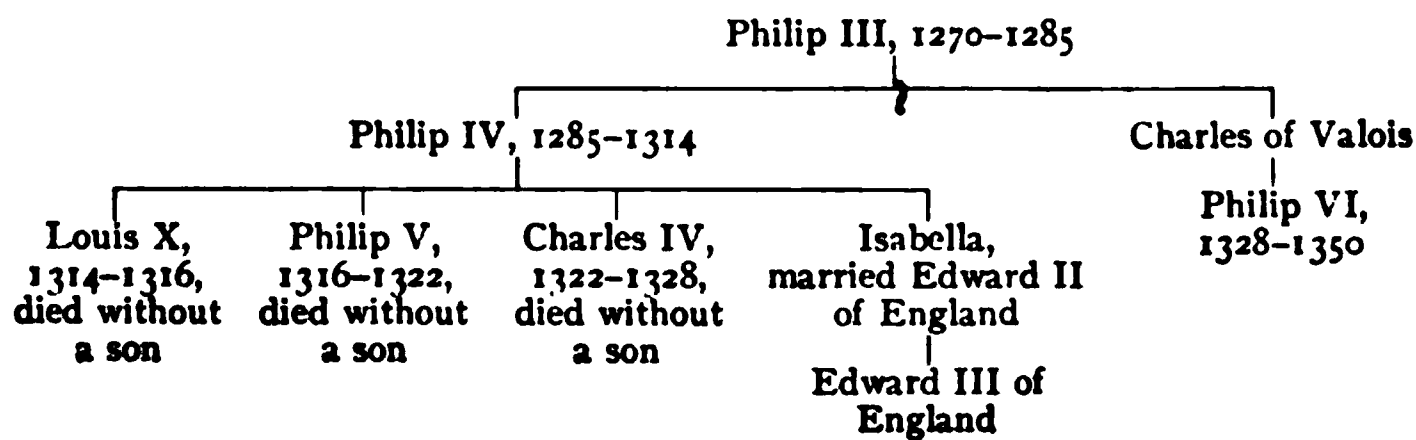 Philip III, 1270–1285
Philip IV, 1285–1314
Charles of Valois
Louis X,
1314–1316,
died without
a son
Philip V,
1316–1322,
died without
a son
Charles IV,
1322–1328,
died without
a son
Isabella,
married Edward II
of England
Edward III of
England
Philip VI,
1328–1350